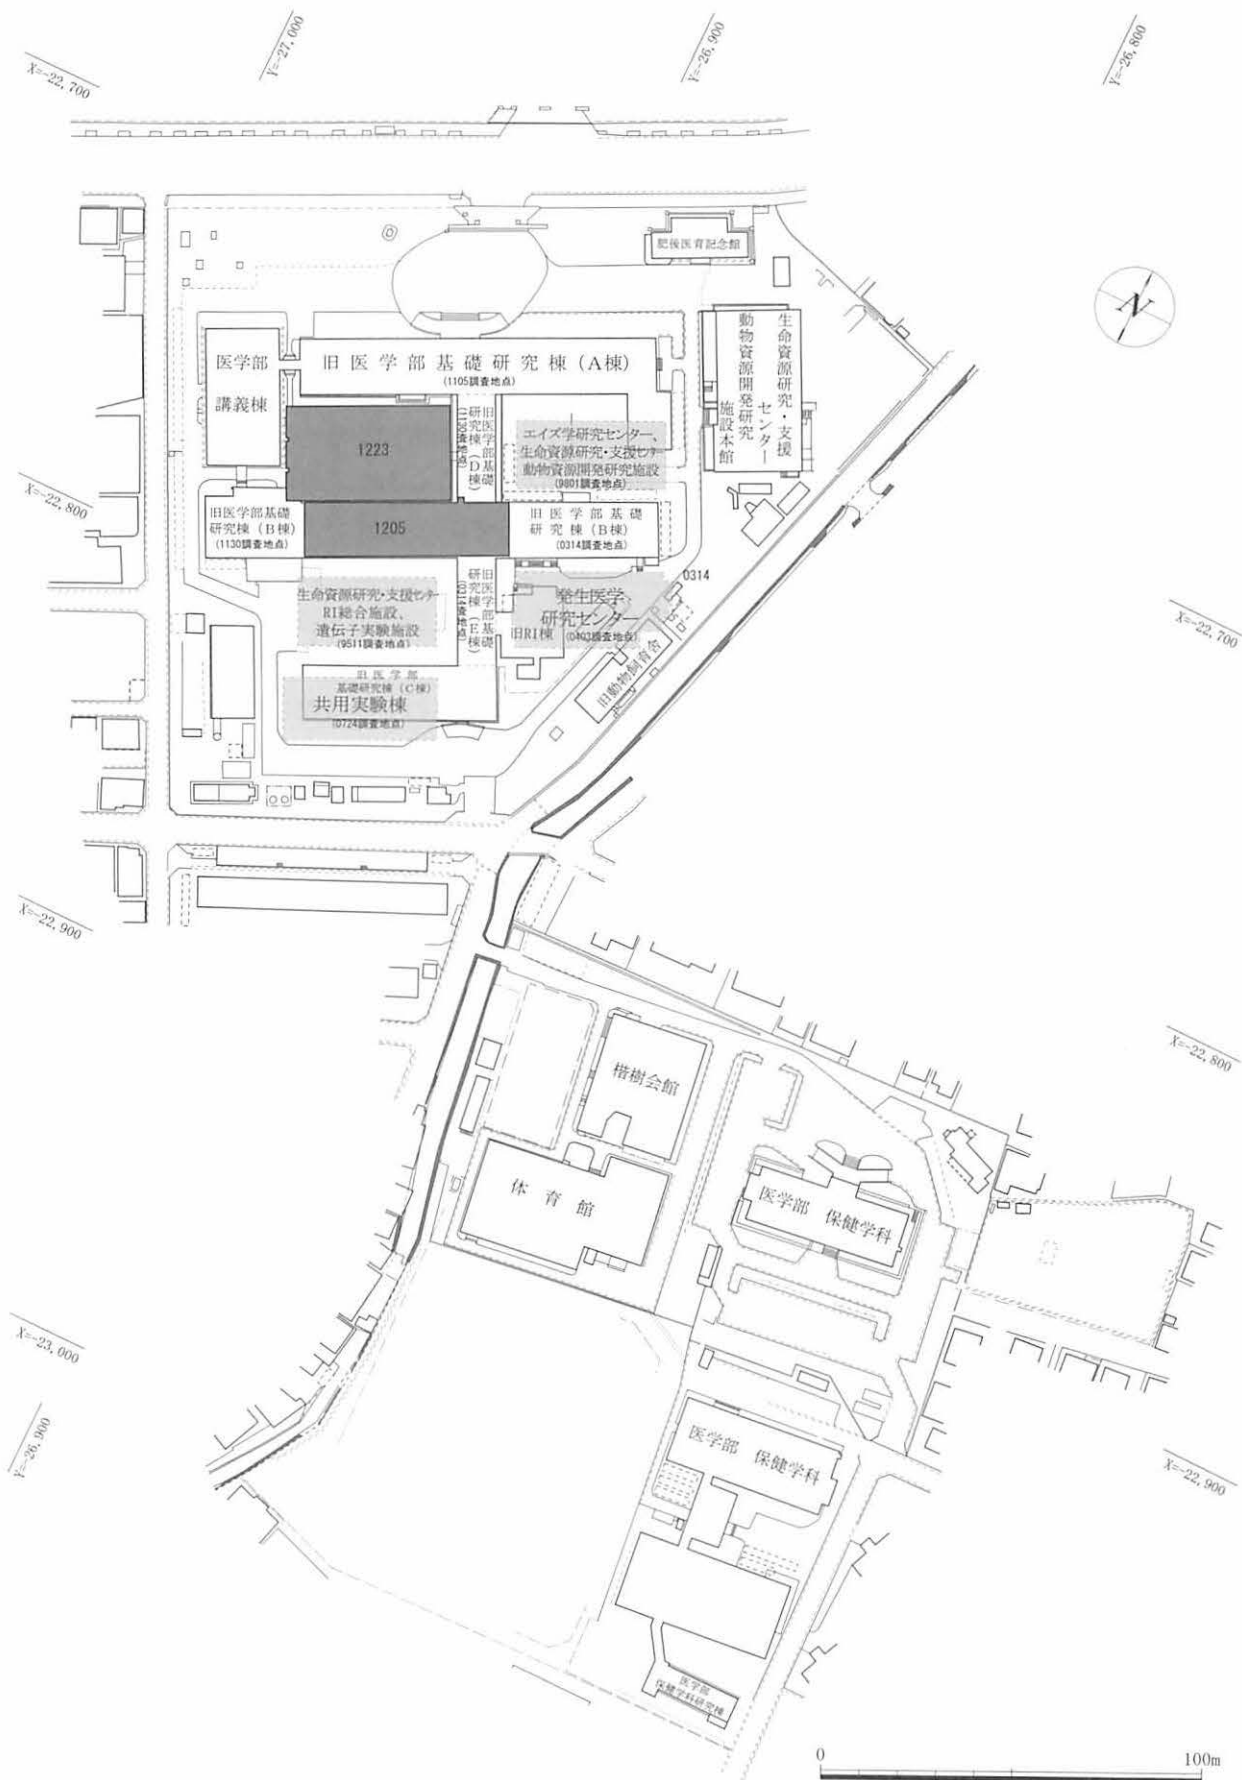 Y=-27,000
Y=-26,900
Y=-26,800
X=-22,700
肥後医育記念館
N
生命資源研究・支援
センター
動物資源開発研究
施設本館
医学部
講義棟
旧医学部基礎研究棟(A棟)
(1105調査地点)
1223
旧医学部基礎
研究棟(D棟)
エイズ学研究センター、
生命資源研究・支援センター
動物資源開発研究施設
(9801調査地点)
X=-22,800
旧医学部基礎
研究棟(B棟)
(1130調査地点)
1205
旧医学部基礎
研究棟(B棟)
(0314調査地点)
生命資源研究・支援センター
RI総合施設、
遺伝子実験施設
(9511調査地点)
旧医学部基礎
研究棟(E棟)
(0314調査地点)
発生医学
研究センター
旧RI棟
(0403調査地点)
0314
X=-22,700
旧動物飼育舎
旧医学部
基礎研究棟(C棟)
共用実験棟
(0724調査地点)
X=-22,900
X=-22,800
楷樹会館
体育館
医学部 保健学科
X=-23,000
Y=-26,900
医学部 保健学科
X=-22,900
医学部
保健学科研究棟
0
100m